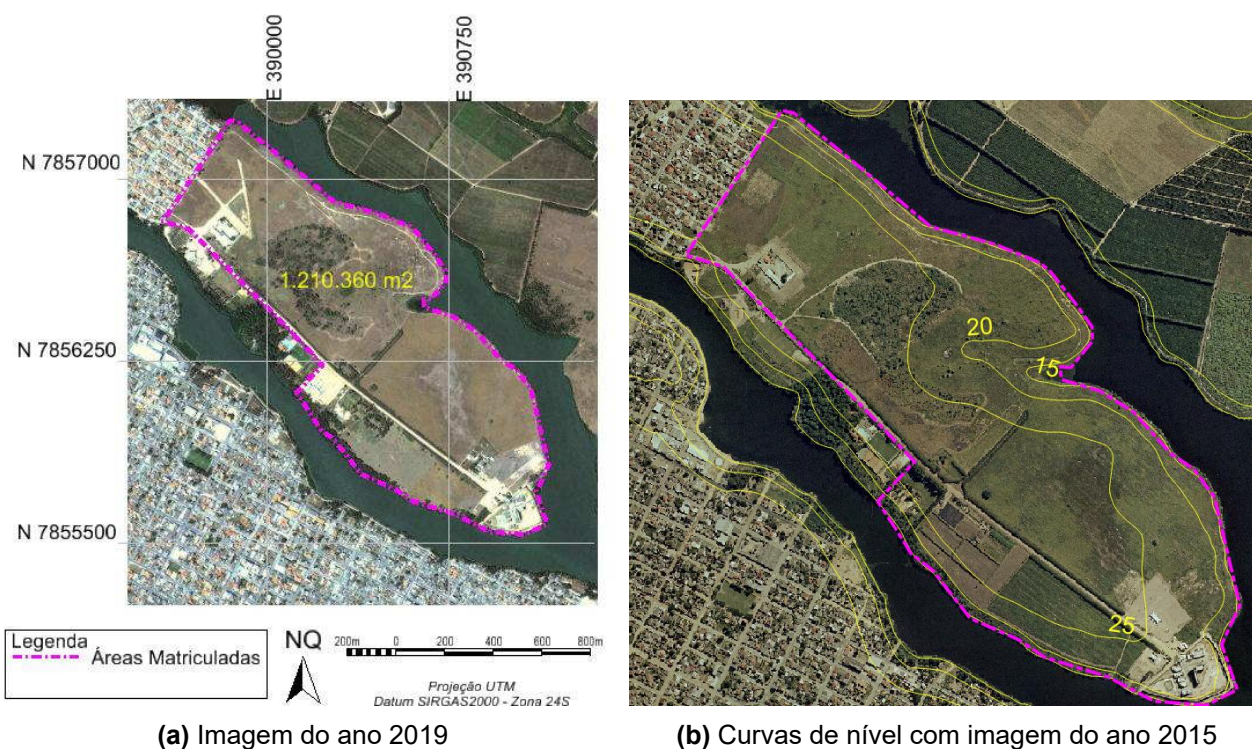 E 390000
E 390750
N 7857000
1.210.360 m2
N 7856250
N 7855500
Legenda
Áreas Matriculadas
NQ
200m 0 200 400 600 800m
Projeção UTM
Datum SIRGAS2000 - Zona 24S
(a) Imagem do ano 2019
20
15
25
(b) Curvas de nível com imagem do ano 2015